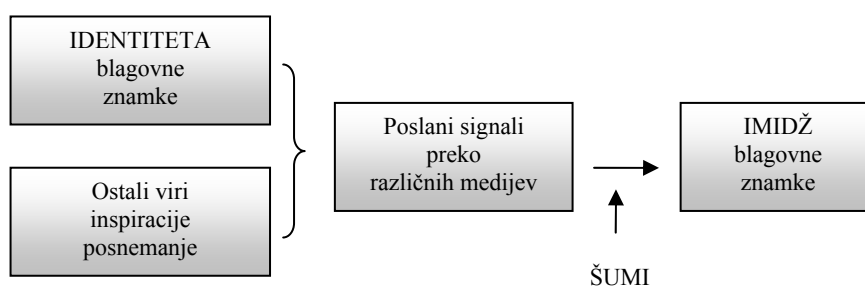 IDENTITETA
blagovne
znamke
Ostali viri
inspiracije
posnemanje
Poslani signali
preko
različnih medijev
ŠUMI
IMIDŽ
blagovne
znamke